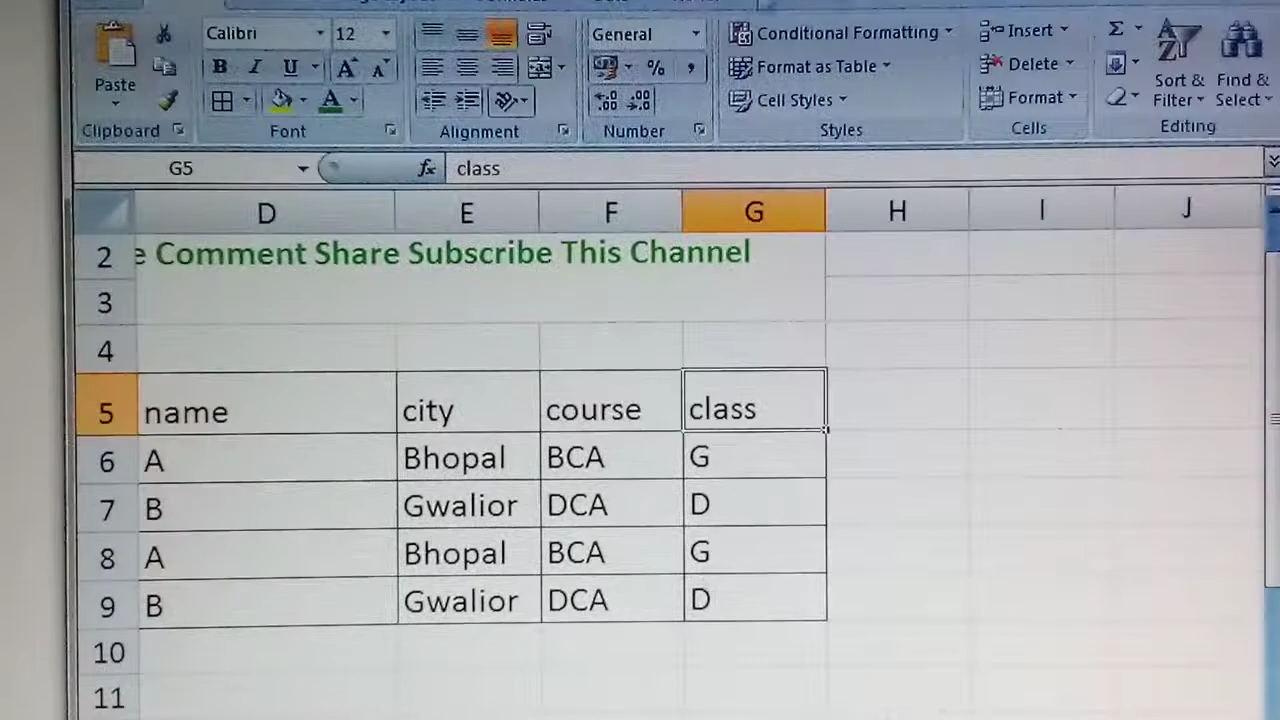 Calibri 12 General Conditional Formatting Insert Σ
Paste B I U A A % , Format as Table Delete Sort & Find &
A Cell Styles Format Filter Select
Clipboard Font Alignment Number Styles Cells Editing
G5 fx class
D E F G H I J
2 e Comment Share Subscribe This Channel
3
4
5 name city course class
6 A Bhopal BCA G
7 B Gwalior DCA D
8 A Bhopal BCA G
9 B Gwalior DCA D
10
11